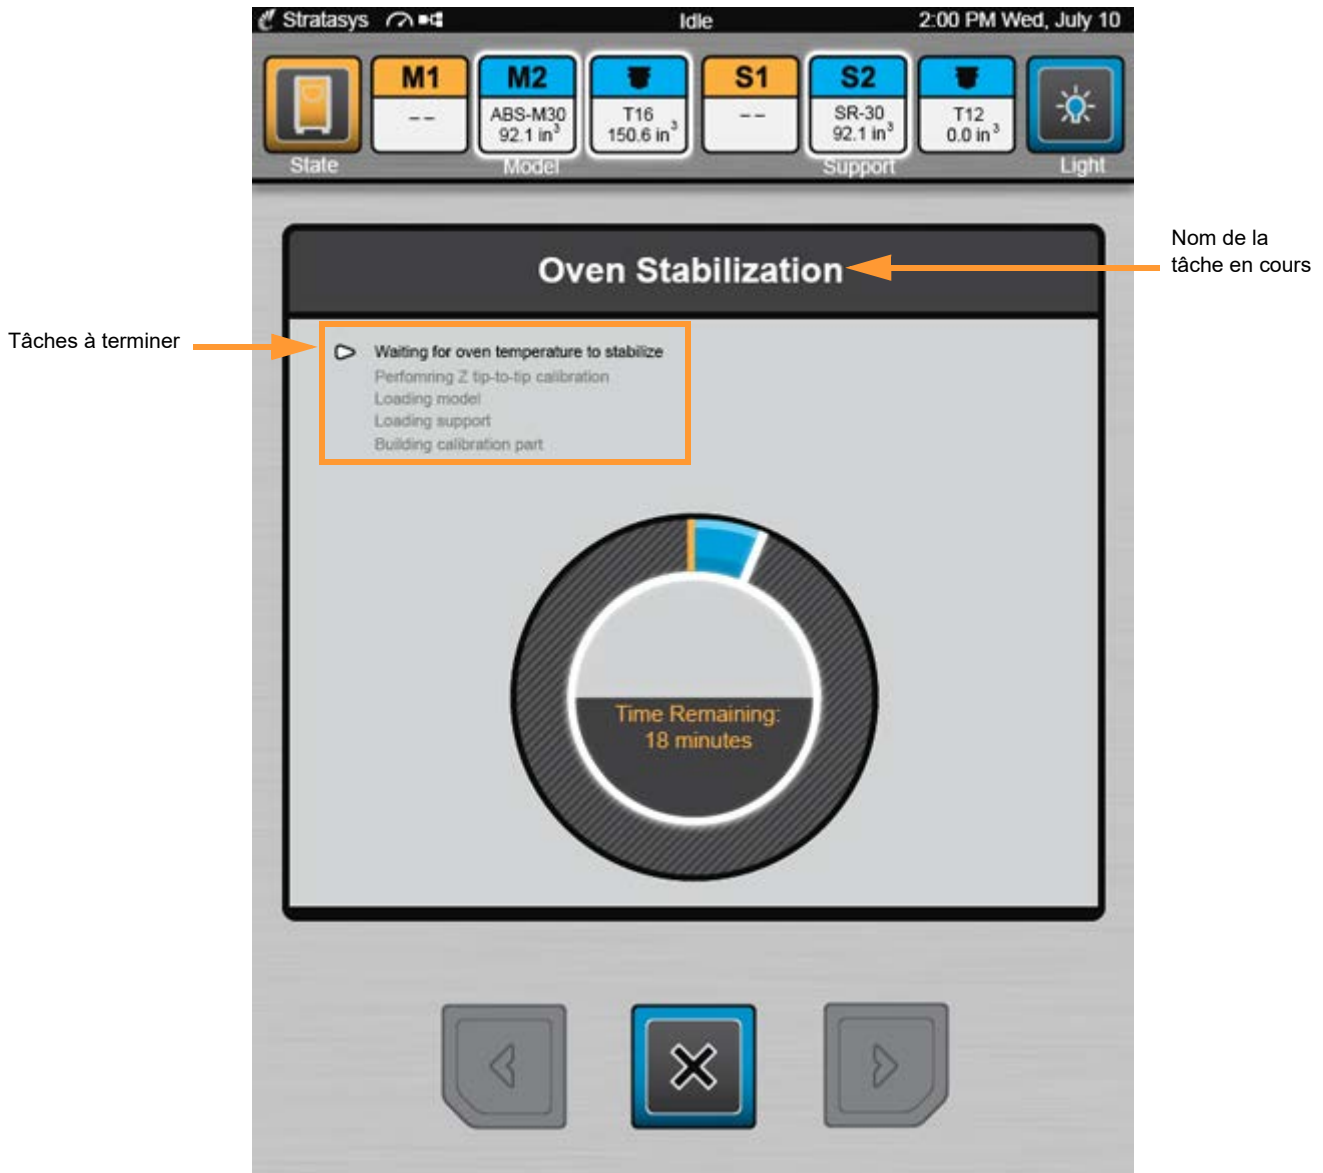 Stratasys Idle 2:00 PM Wed, July 10
M1 M2 S1 S2
-- ABS-M30 T16 -- SR-30 T12
92.1 in³ 150.6 in³ 92.1 in³ 0.0 in³
State Model Support Light
Nom de la
tâche en cours
Oven Stabilization
Tâches à terminer
Waiting for oven temperature to stabilize
Perfomring Z tip-to-tip calibration
Loading model
Loading support
Building calibration part
Time Remaining:
18 minutes